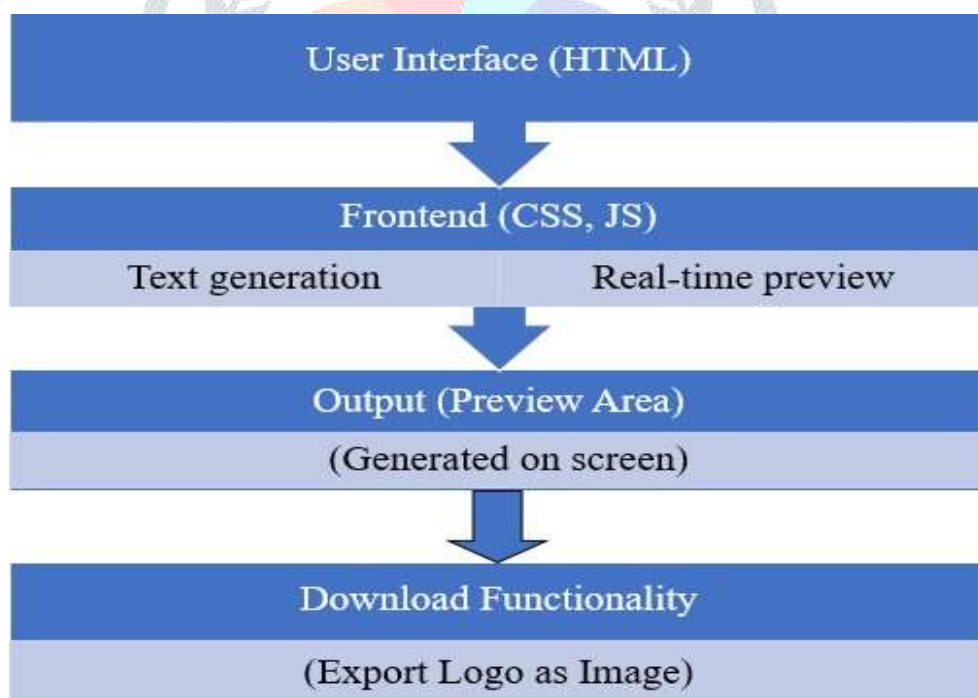 User Interface (HTML)
Frontend (CSS, JS)
Text generation
Real-time preview
Output (Preview Area)
(Generated on screen)
Download Functionality
(Export Logo as Image)